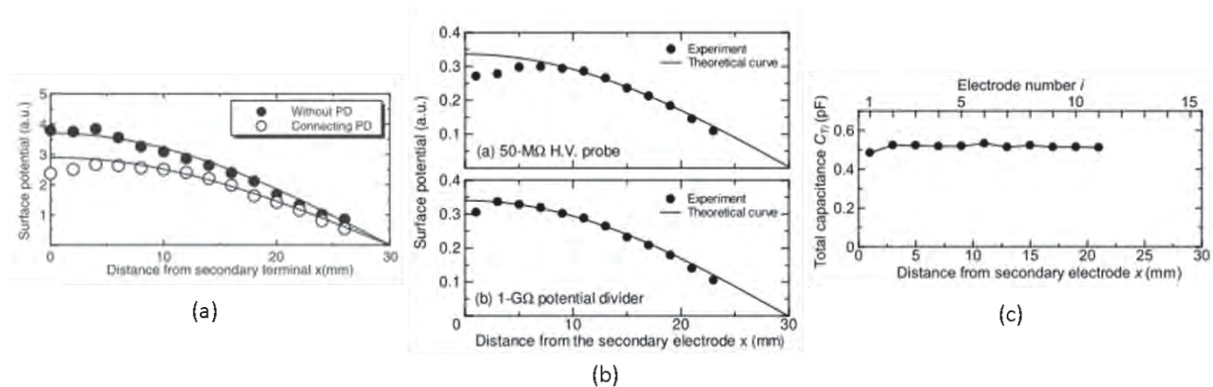 5
4
3
2
1
Surface potential (a.u.)
Without PD
Connecting PD
0
10
20
30
Distance from secondary terminal x(mm)
(a)
0.4
0.3
0.2
0.1
Experiment
Theoretical curve
(a) 50-MΩ H.V. probe
0.4
0.3
0.2
0.1
0
Surface potential (a.u.)
Experiment
Theoretical curve
(b) 1-GΩ potential divider
10
20
30
Distance from the secondary electrode x (mm)
(b)
Electrode number i
1
5
10
15
Total capacitance CTi (pF)
0.6
0.4
0.2
0
0
5
10
15
20
25
30
Distance from secondary electrode x (mm)
(c)